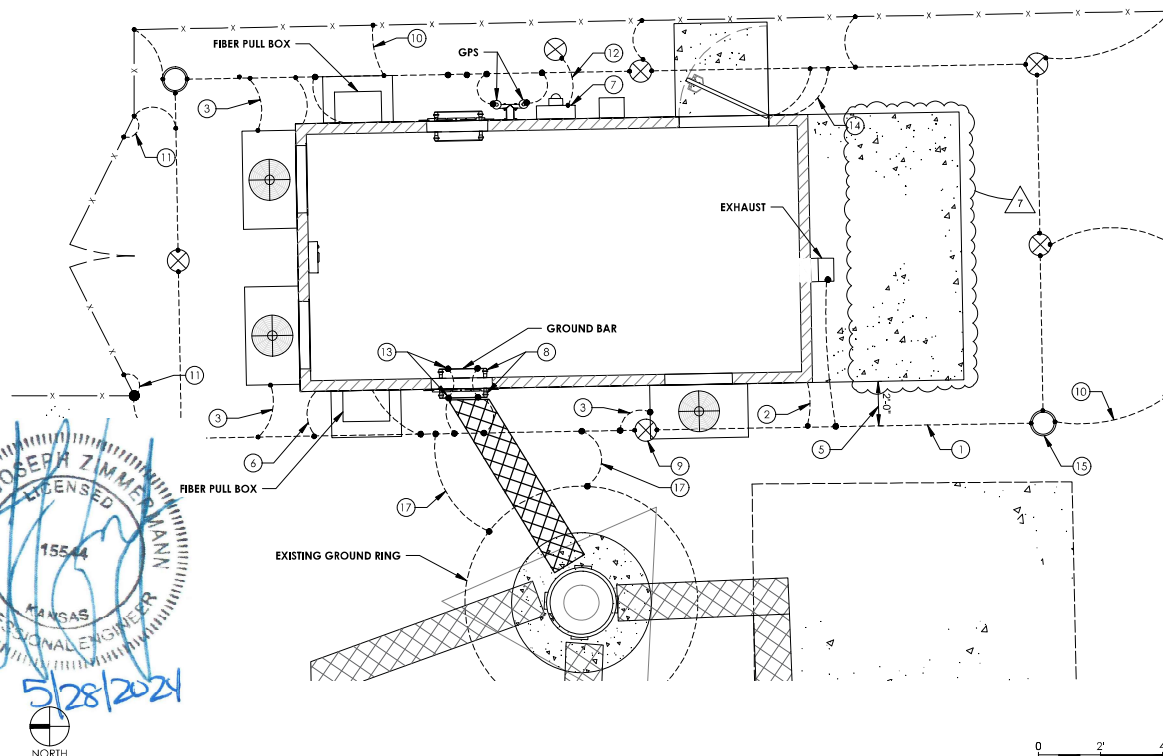 10
FIBER PULL BOX
GPS
12
7
3
14
11
7
EXHAUST
GROUND BAR
13
8
11
10
3
3
2
2'-0"
6
5
1
9
15
FIBER PULL BOX
17
17
EXISTING GROUND RING
JOSEPH ZIMMERMANN
LICENSED
15544
KANSAS
ESSIONAL ENGINEER
5/28/2024
NORTH
0 2'